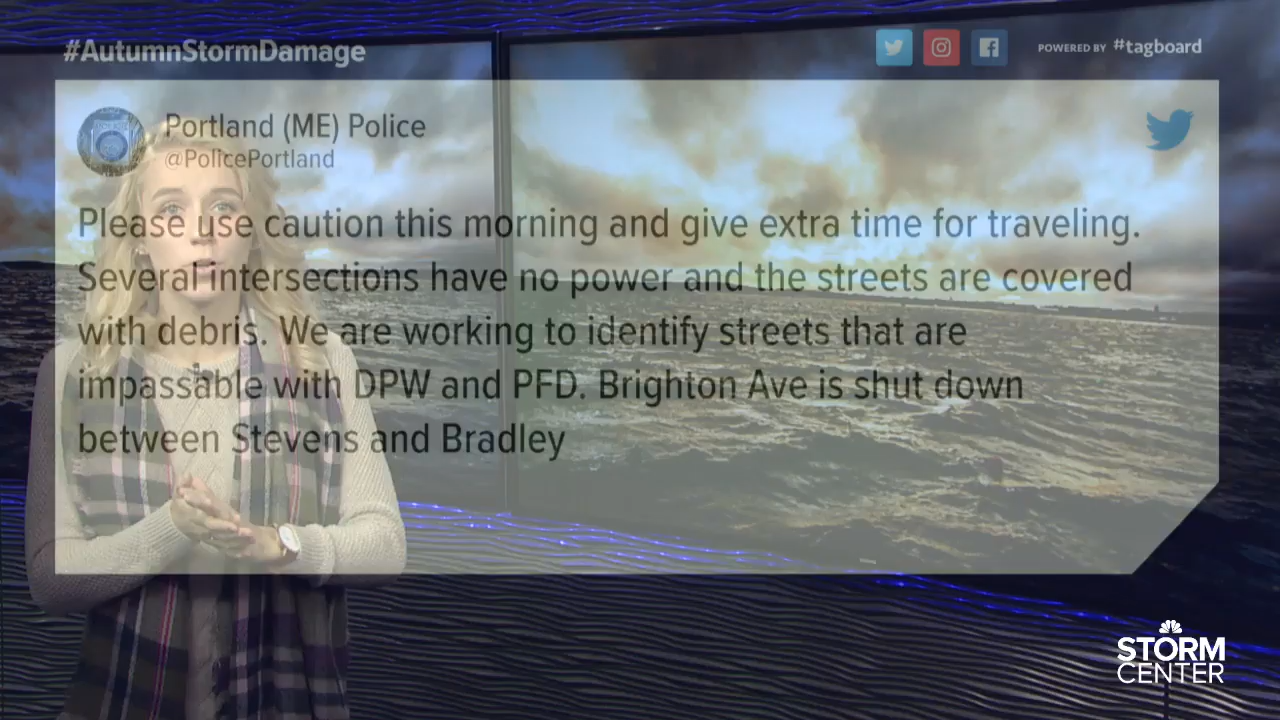 #AutumnStormDamage
POWERED BY #tagboard
Portland (ME) Police
@PolicePortland
Please use caution this morning and give extra time for traveling.
Several intersections have no power and the streets are covered
with debris. We are working to identify streets that are
impassable with DPW and PFD. Brighton Ave is shut down
between Stevens and Bradley
STORM
CENTER